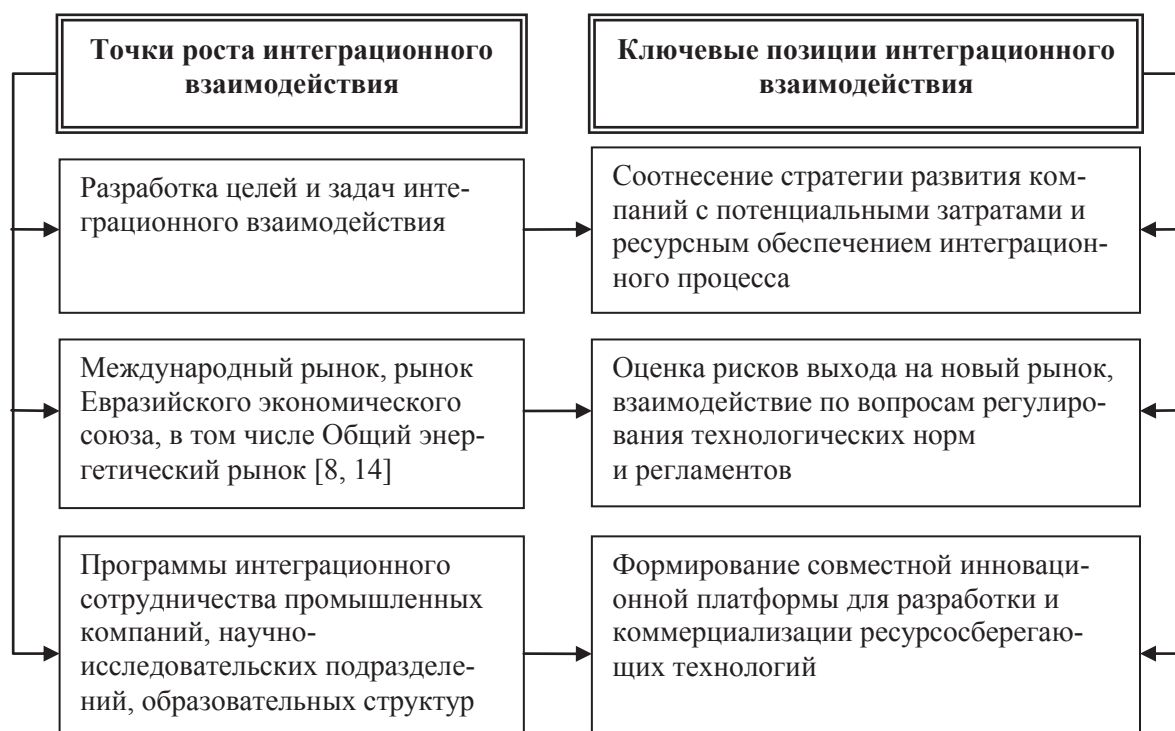 Точки роста интеграционного
взаимодействия
Ключевые позиции интеграционного
взаимодействия
Разработка целей и задач инте-
грационного взаимодействия
Соотнесение стратегии развития ком-
паний с потенциальными затратами и
ресурсным обеспечением интеграцион-
ного процесса
Международный рынок, рынок
Евразийского экономического
союза, в том числе Общий энер-
гетический рынок [8, 14]
Оценка рисков выхода на новый рынок,
взаимодействие по вопросам регулиро-
вания технологических норм
и регламентов
Программы интеграционного
сотрудничества промышленных
компаний, научно-
исследовательских подразделе-
ний, образовательных структур
Формирование совместной инноваци-
онной платформы для разработки и
коммерциализации ресурсосберегаю-
щих технологий